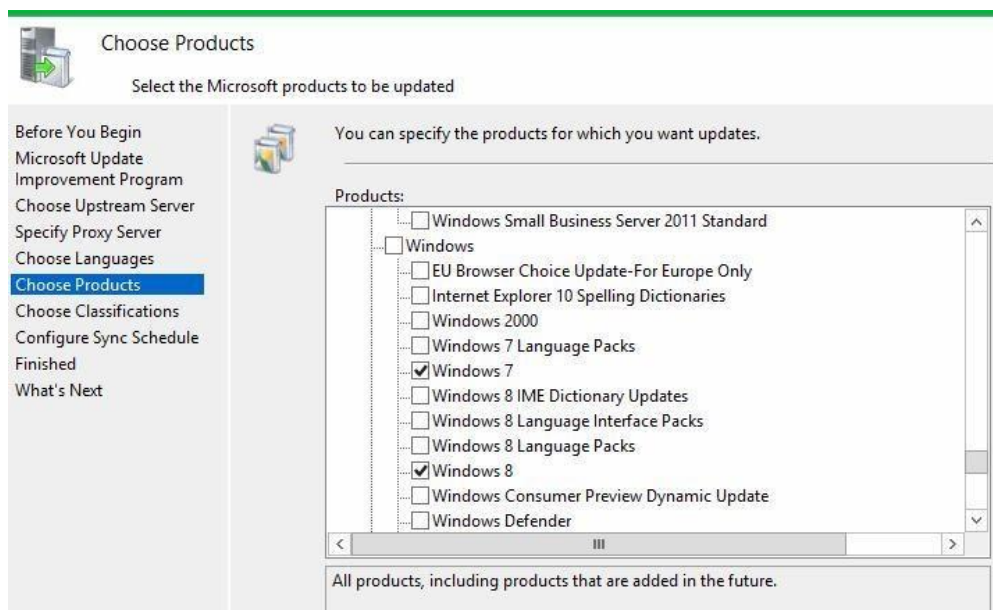 Choose Products
Select the Microsoft products to be updated
Before You Begin
Microsoft Update
Improvement Program
Choose Upstream Server
Specify Proxy Server
Choose Languages
Choose Products
Choose Classifications
Configure Sync Schedule
Finished
What's Next
You can specify the products for which you want updates.
Products:
Windows Small Business Server 2011 Standard
Windows
EU Browser Choice Update-For Europe Only
Internet Explorer 10 Spelling Dictionaries
Windows 2000
Windows 7 Language Packs
Windows 7
Windows 8 IME Dictionary Updates
Windows 8 Language Interface Packs
Windows 8 Language Packs
Windows 8
Windows Consumer Preview Dynamic Update
Windows Defender
All products, including products that are added in the future.